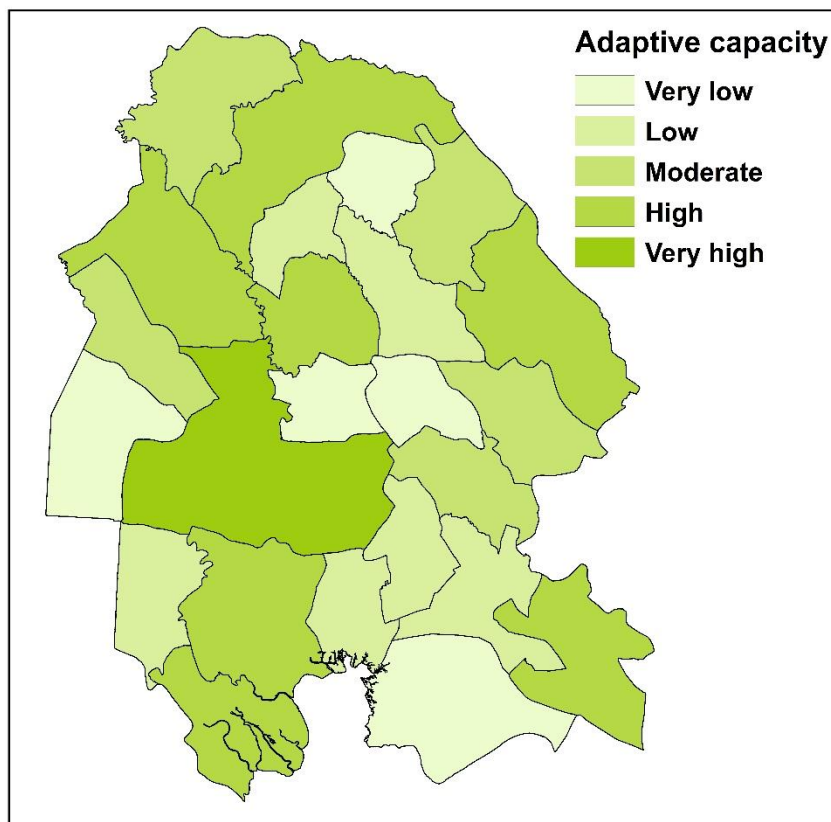 Adaptive capacity
Very low
Low
Moderate
High
Very high